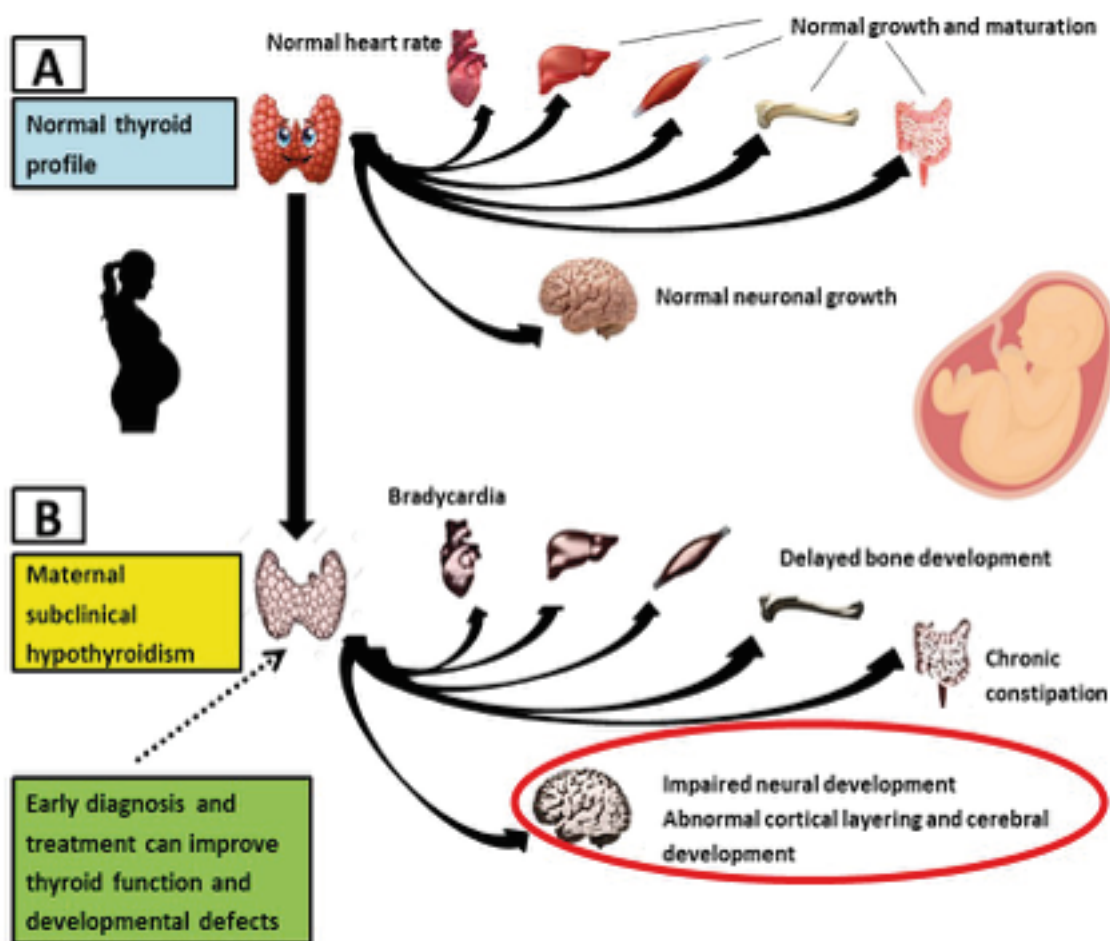 A
Normal thyroid
profile
Normal heart rate
Normal growth and maturation
Normal neuronal growth
B
Maternal
subclinical
hypothyroidism
Bradycardia
Delayed bone development
Chronic
constipation
Impaired neural development
Abnormal cortical layering and cerebral
development
Early diagnosis and
treatment can improve
thyroid function and
developmental defects